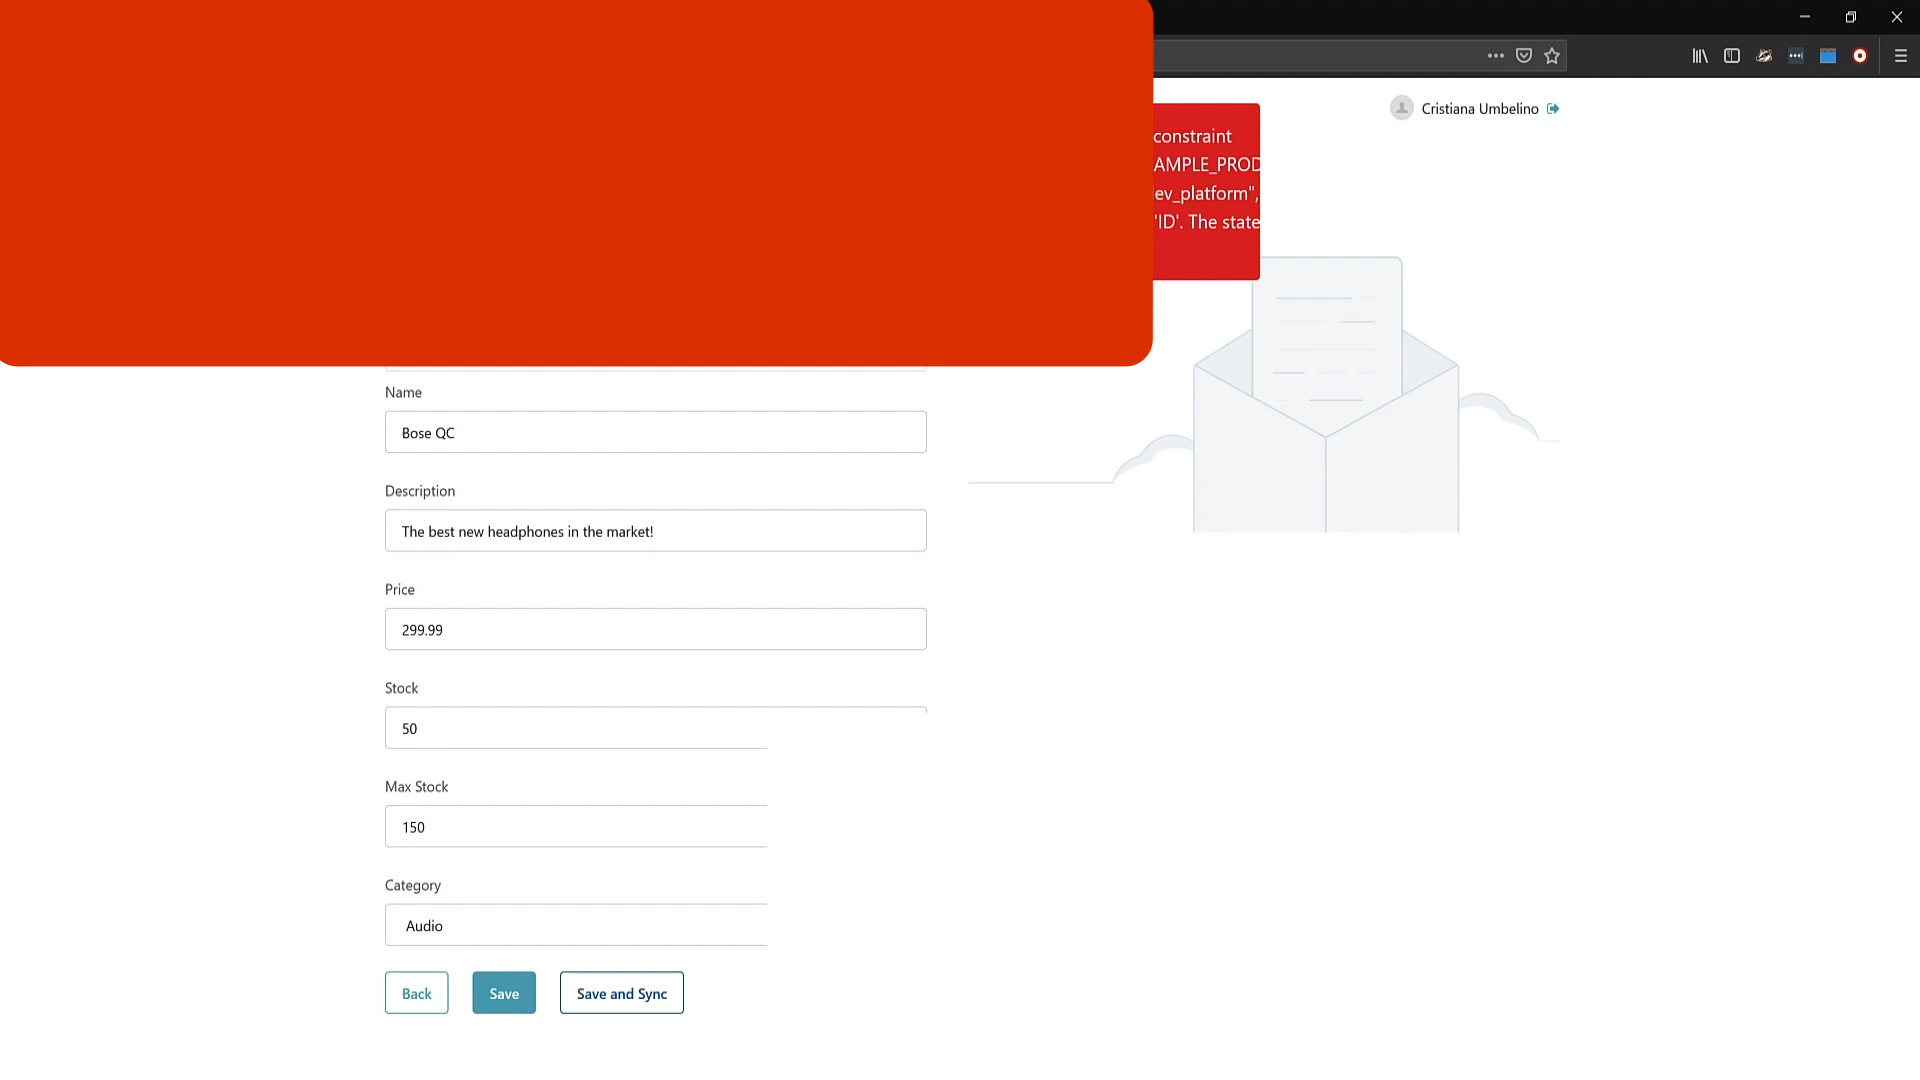 Cristiana Umbelino
constraint
AMPLE_PROD
ev_platform",
'ID'. The state
Name
Bose QC
Description
The best new headphones in the market!
Price
299.99
Stock
50
Max Stock
150
Category
Audio
Back Save Save and Sync